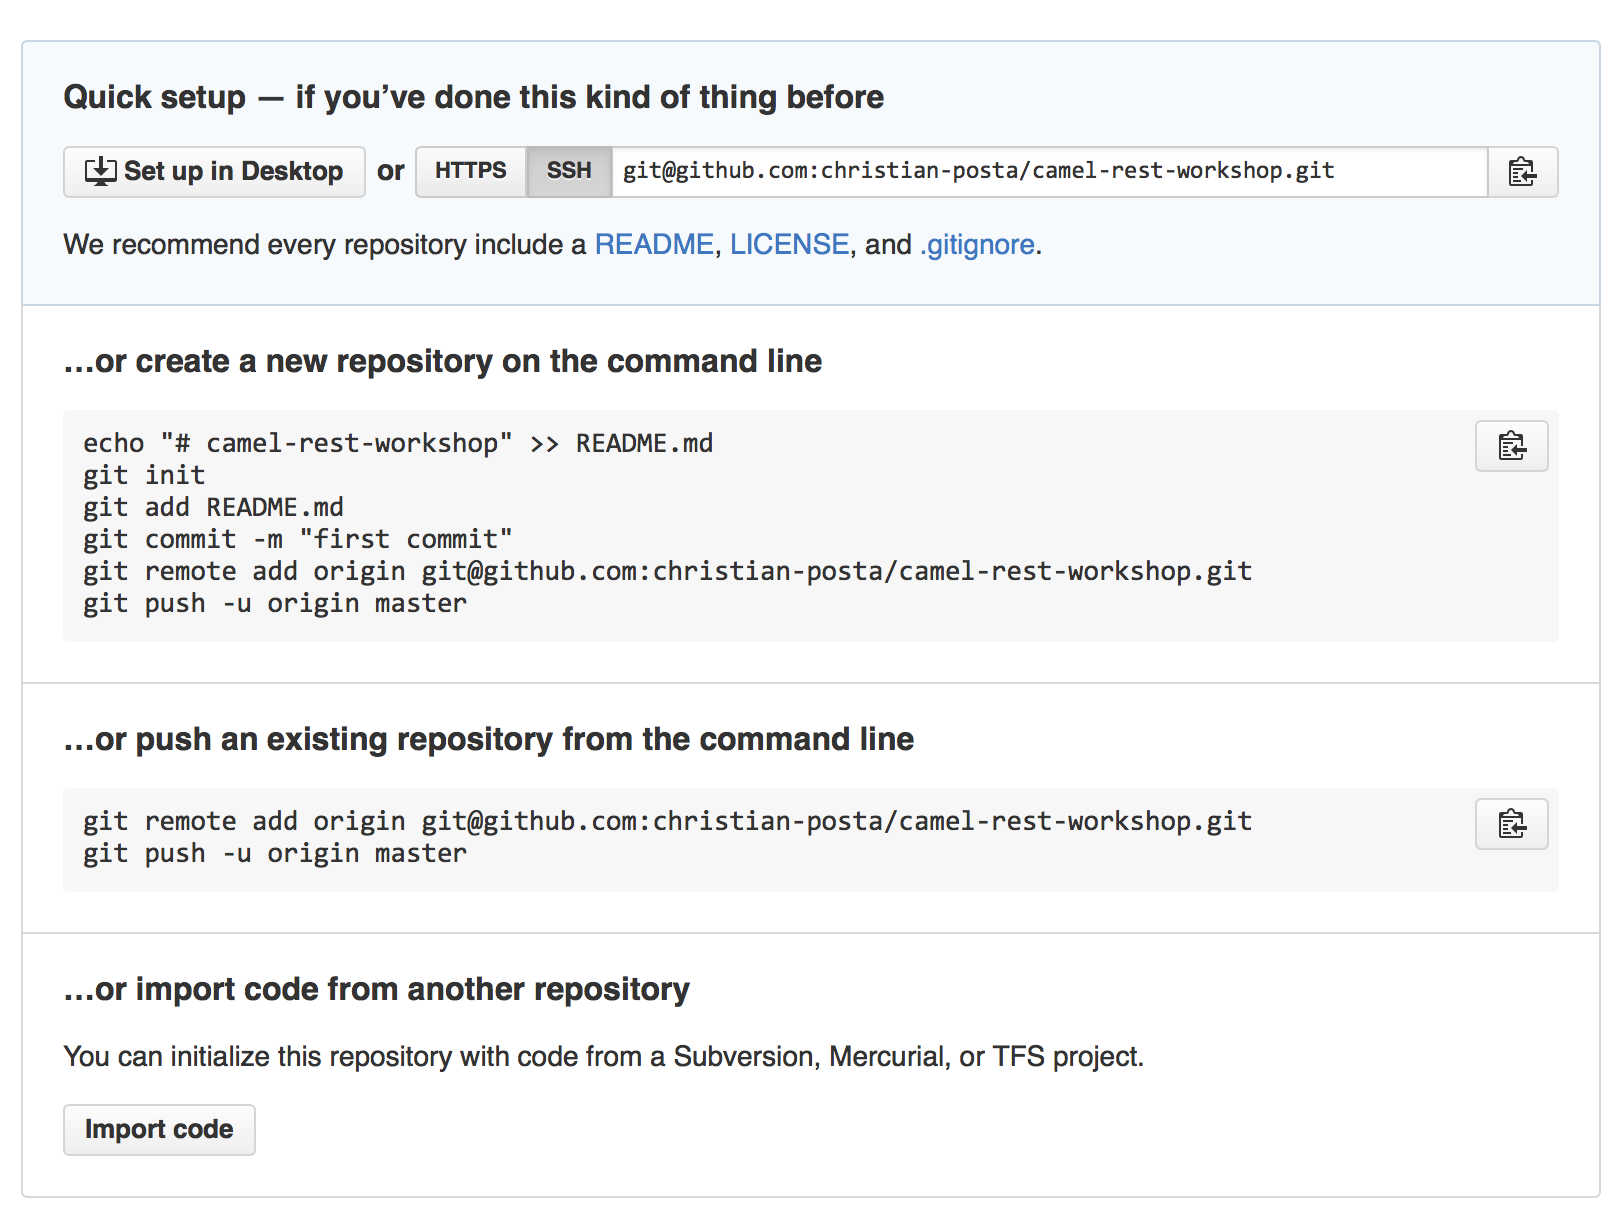 Quick setup — if you’ve done this kind of thing before
Set up in Desktop or HTTPS SSH git@github.com:christian-posta/camel-rest-workshop.git
We recommend every repository include a README, LICENSE, and .gitignore.
…or create a new repository on the command line
echo "# camel-rest-workshop" >> README.md
git init
git add README.md
git commit -m "first commit"
git remote add origin git@github.com:christian-posta/camel-rest-workshop.git
git push -u origin master
…or push an existing repository from the command line
git remote add origin git@github.com:christian-posta/camel-rest-workshop.git
git push -u origin master
…or import code from another repository
You can initialize this repository with code from a Subversion, Mercurial, or TFS project.
Import code